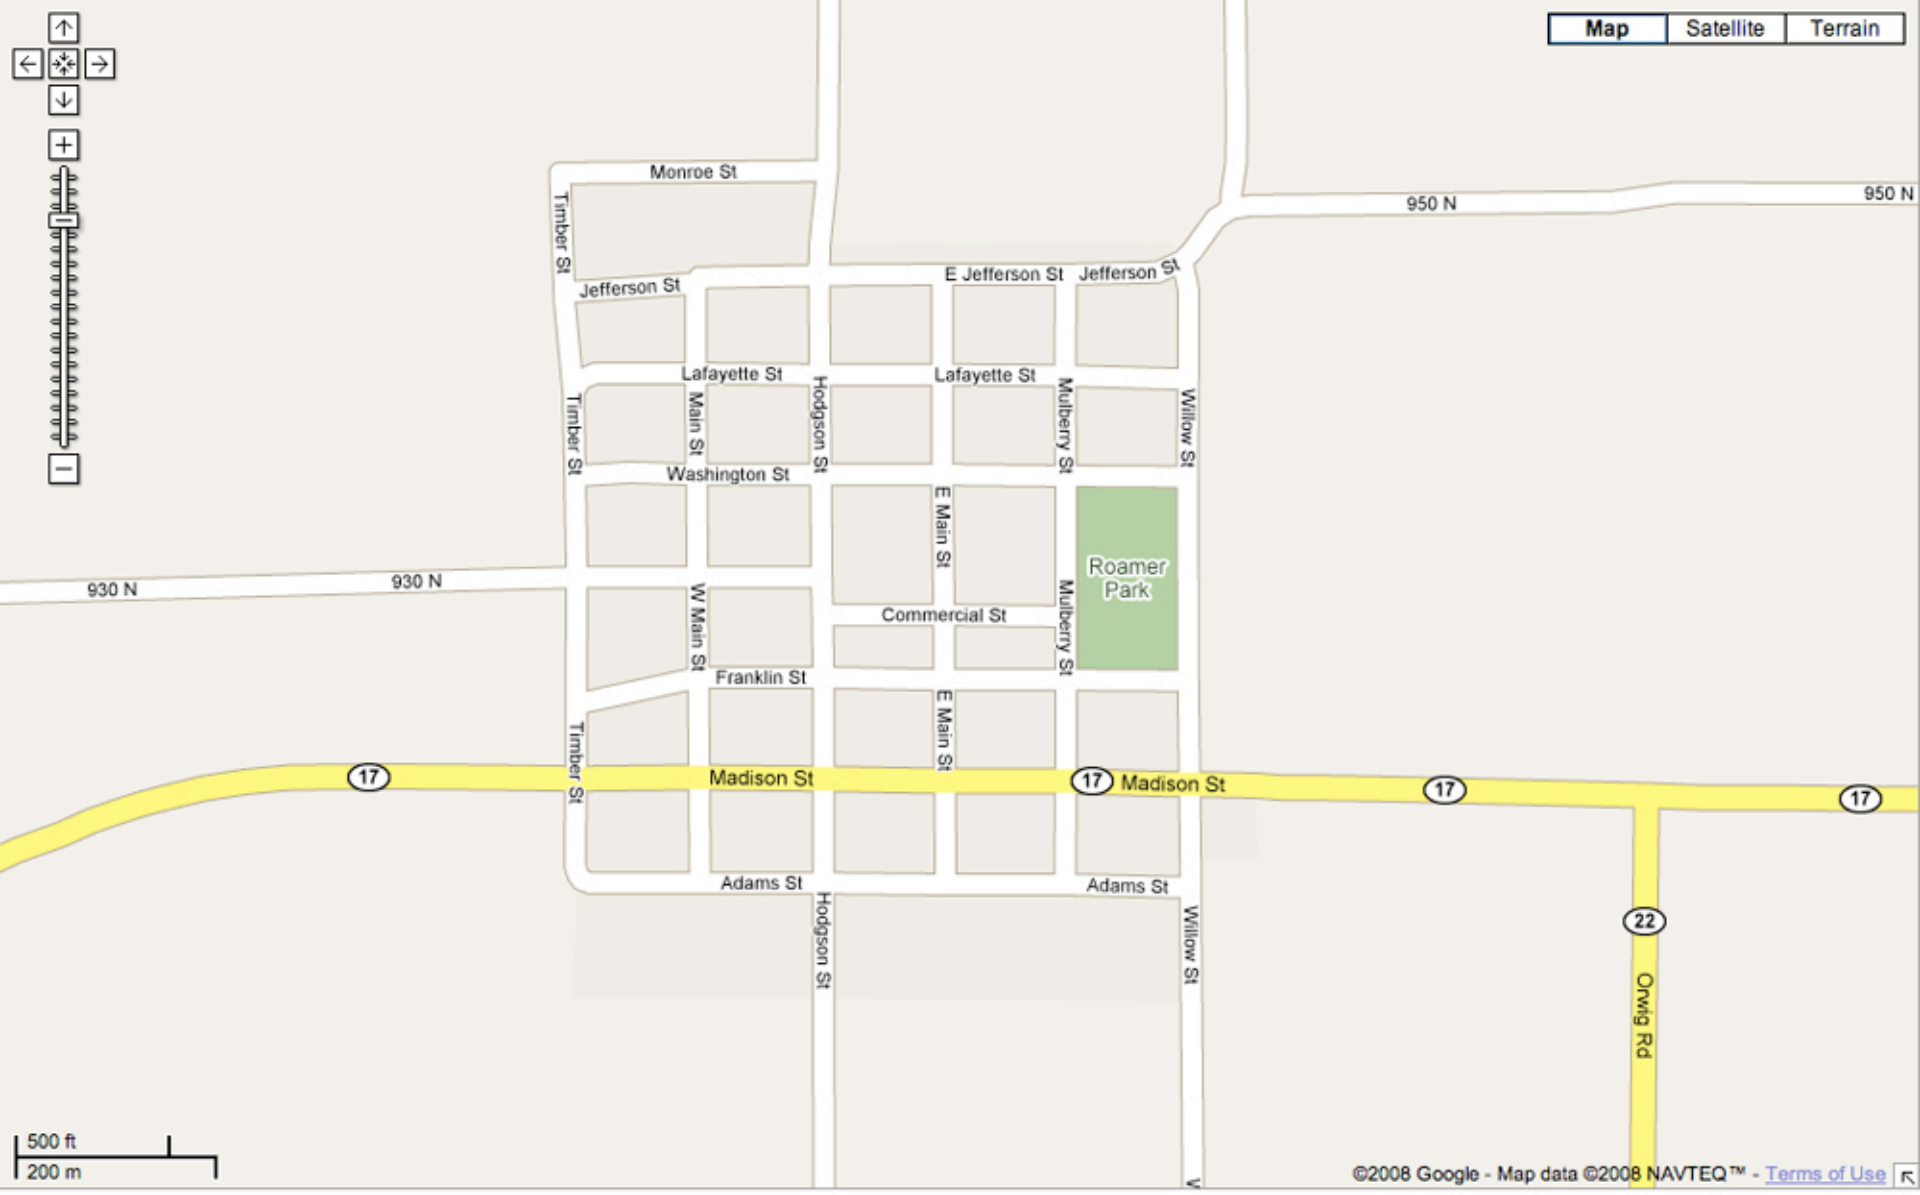 Map
Satellite
Terrain
Monroe St
950 N
950 N
Timber St
E Jefferson St
Jefferson St
Jefferson St
Lafayette St
Lafayette St
Timber St
Main St
Hodgson St
Mulberry St
Willow St
Washington St
E Main St
Roamer
Park
930 N
930 N
W Main St
Commercial St
Mulberry St
Franklin St
E Main St
Timber St
17
Madison St
17
Madison St
17
17
Adams St
Adams St
Hodgson St
Willow St
22
Orwig Rd
500 ft
200 m
©2008 Google - Map data ©2008 NAVTEQ™ - Terms of Use